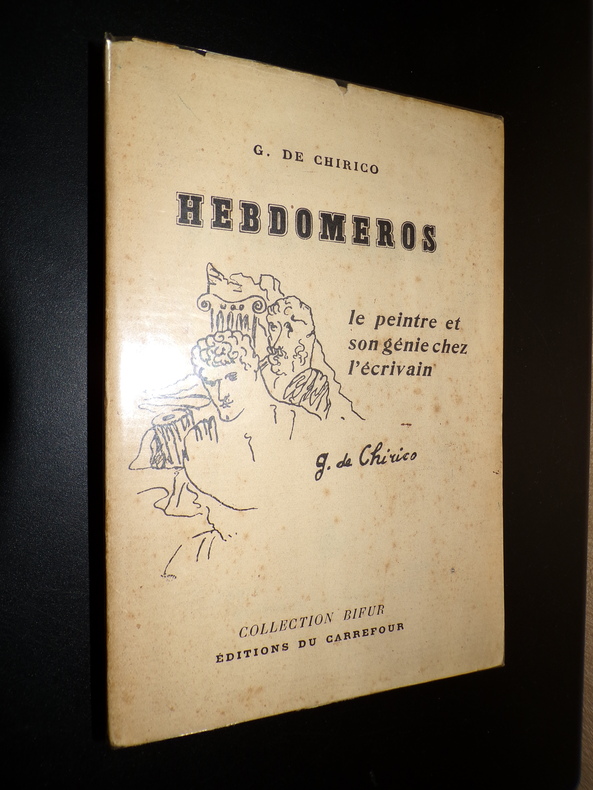 G. DE CHIRICO
HEBDOMEROS
le peintre et
son génie chez
l'écrivain
g. de Chirico
COLLECTION BIFUR
ÉDITIONS DU CARREFOUR